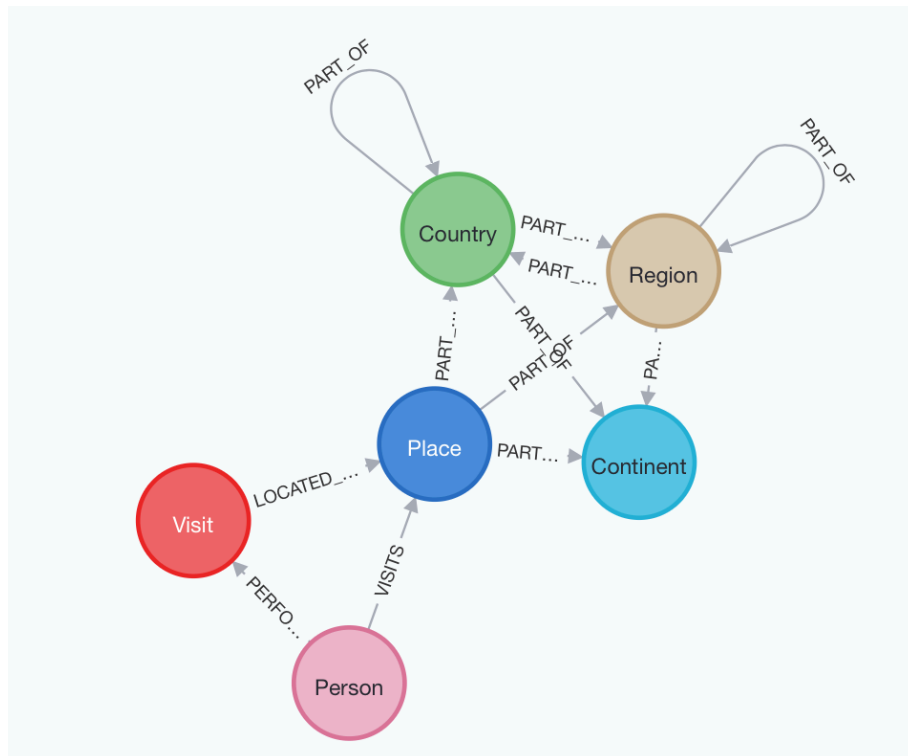 PART_OF
PART_OF
Country
PART_...
Region
PART_...
PART_OF
PART_OF
PA...
PART_...
Place
PART...
Continent
LOCATED_...
Visit
VISITS
PERFO...
Person